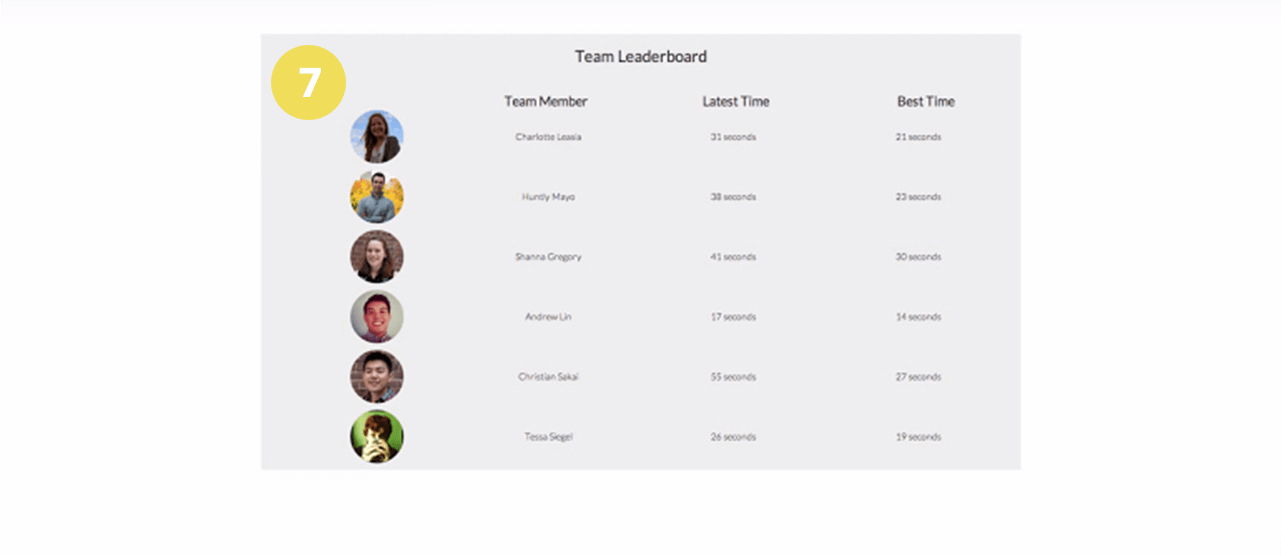 7
Team Leaderboard
Team Member Latest Time Best Time
Charlotte Leasia 31 seconds 21 seconds
Huntly Mayo 38 seconds 23 seconds
Shanna Gregory 41 seconds 30 seconds
Andrew Lin 17 seconds 14 seconds
Christian Sakai 55 seconds 27 seconds
Tessa Siegel 26 seconds 19 seconds